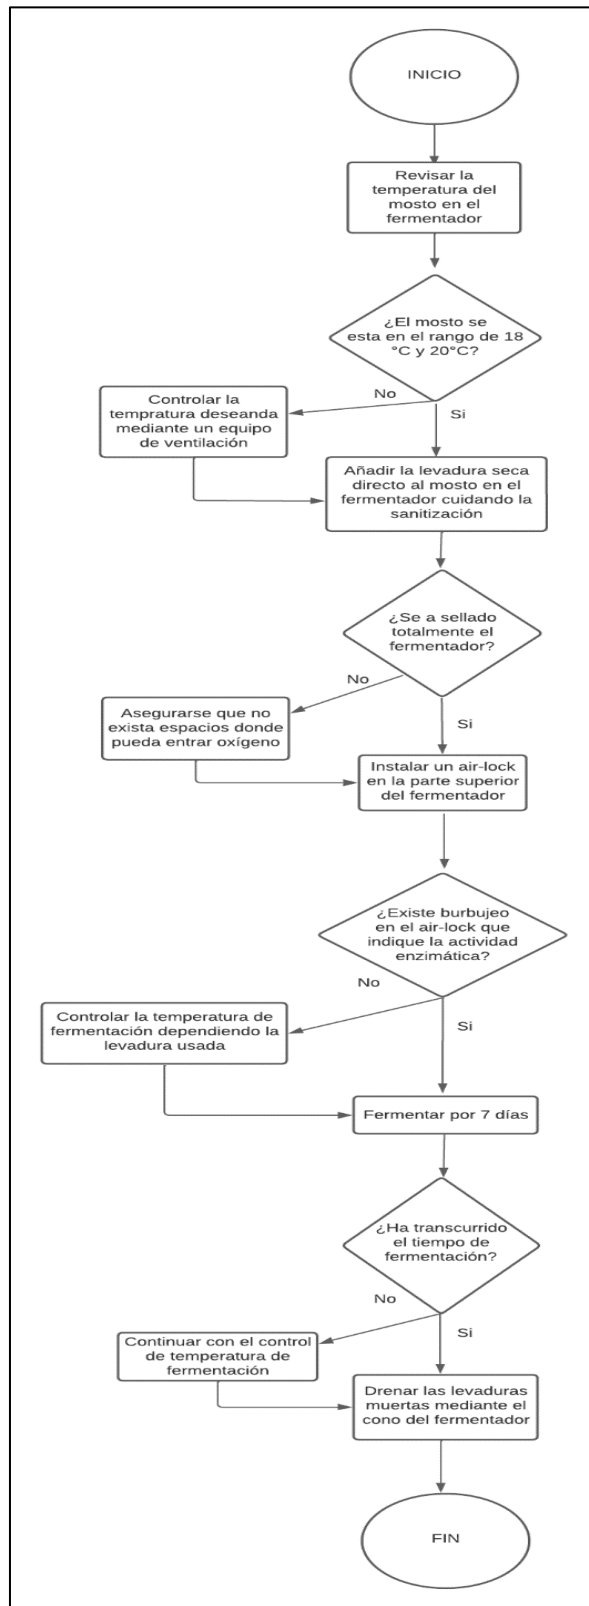 INICIO
Revisar la
temperatura del
mosto en el
fermentador
¿El mosto se
esta en el rango de 18
°C y 20°C?
No
Si
Controlar la
tempratura deseanda
mediante un equipo
de ventilación
Añadir la levadura seca
directo al mosto en el
fermentador cuidando la
sanitización
¿Se a sellado
totalmente el
fermentador?
No
Si
Asegurarse que no
exista espacios donde
pueda entrar oxígeno
Instalar un air-lock
en la parte superior
del fermentador
¿Existe burbujeo
en el air-lock que
indique la actividad
enzimática?
No
Si
Controlar la temperatura de
fermentación dependiendo la
levadura usada
Fermentar por 7 días
¿Ha transcurrido
el tiempo de
fermentación?
No
Si
Continuar con el control
de temperatura de
fermentación
Drenar las levaduras
muertas mediante el
cono del fermentador
FIN